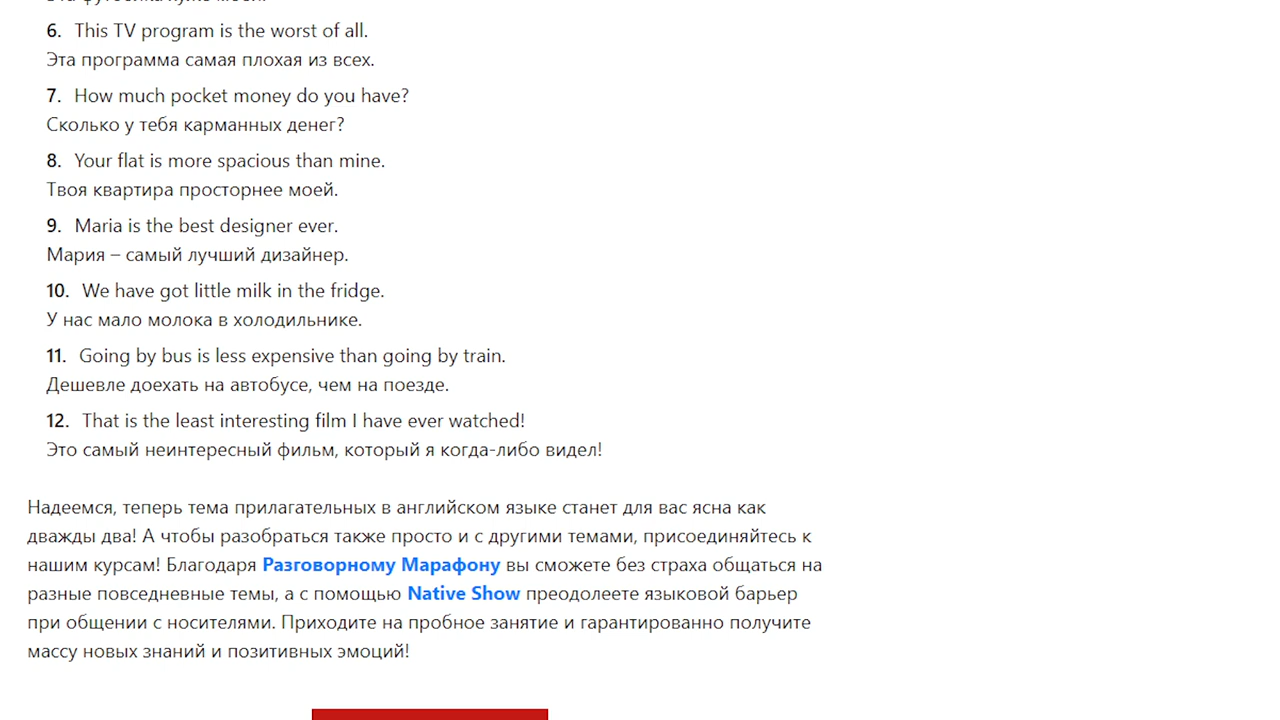 6. This TV program is the worst of all.
Эта программа самая плохая из всех.
7. How much pocket money do you have?
Сколько у тебя карманных денег?
8. Your flat is more spacious than mine.
Твоя квартира просторнее моей.
9. Maria is the best designer ever.
Мария – самый лучший дизайнер.
10. We have got little milk in the fridge.
У нас мало молока в холодильнике.
11. Going by bus is less expensive than going by train.
Дешевле доехать на автобусе, чем на поезде.
12. That is the least interesting film I have ever watched!
Это самый неинтересный фильм, который я когда-либо видел!
Надеемся, теперь тема прилагательных в английском языке станет для вас ясна как
дважды два! А чтобы разобраться также просто и с другими темами, присоединяйтесь к
нашим курсам! Благодаря Разговорному Марафону вы сможете без страха общаться на
разные повседневные темы, а с помощью Native Show преодолеете языковой барьер
при общении с носителями. Приходите на пробное занятие и гарантированно получите
массу новых знаний и позитивных эмоций!